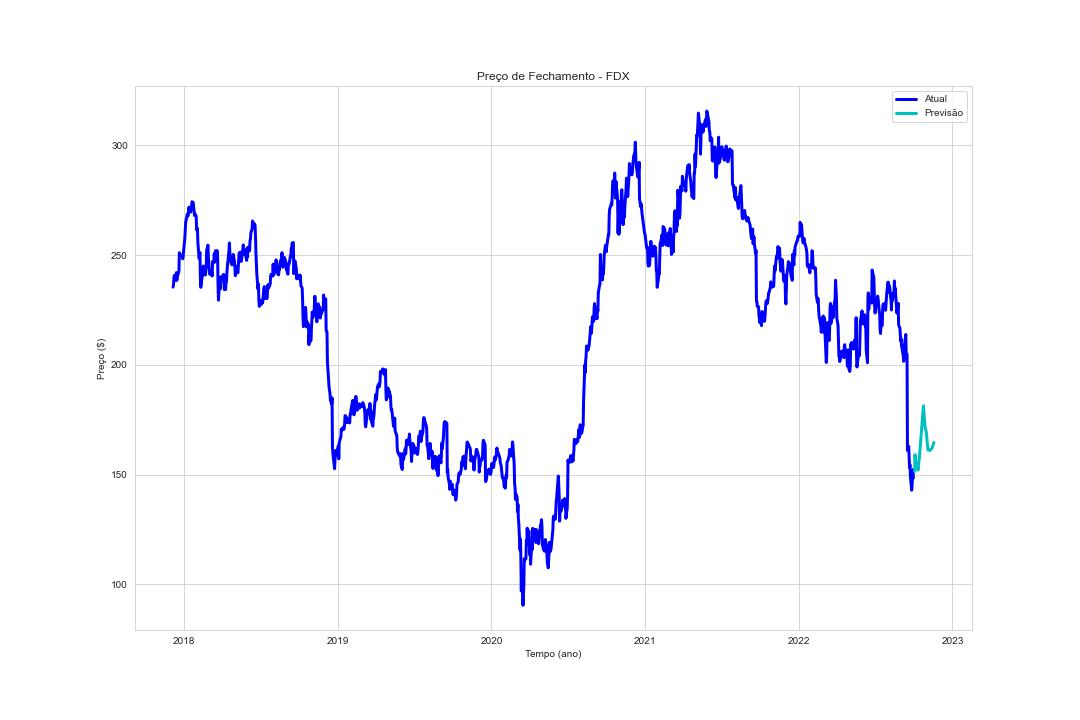 Preço de Fechamento - FDX
Atual
Previsão
Preço ($)
300
250
200
150
100
2018
2019
2020
2021
2022
2023
Tempo (ano)